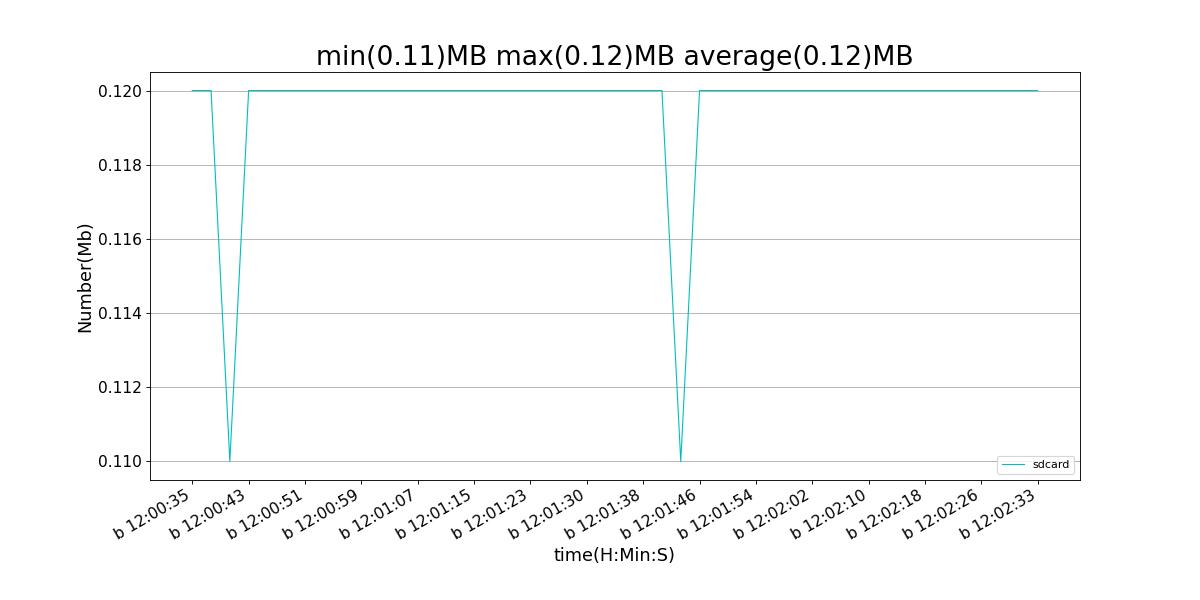 min(0.11)MB max(0.12)MB average(0.12)MB
0.120
0.118
0.116
0.114
0.112
0.110
Number(Mb)
sdcard
b 12:00:35
b 12:00:43
b 12:00:51
b 12:00:59
b 12:01:07
b 12:01:15
b 12:01:23
b 12:01:30
b 12:01:38
b 12:01:46
b 12:01:54
b 12:02:02
b 12:02:10
b 12:02:18
b 12:02:26
b 12:02:33
time(H:Min:S)